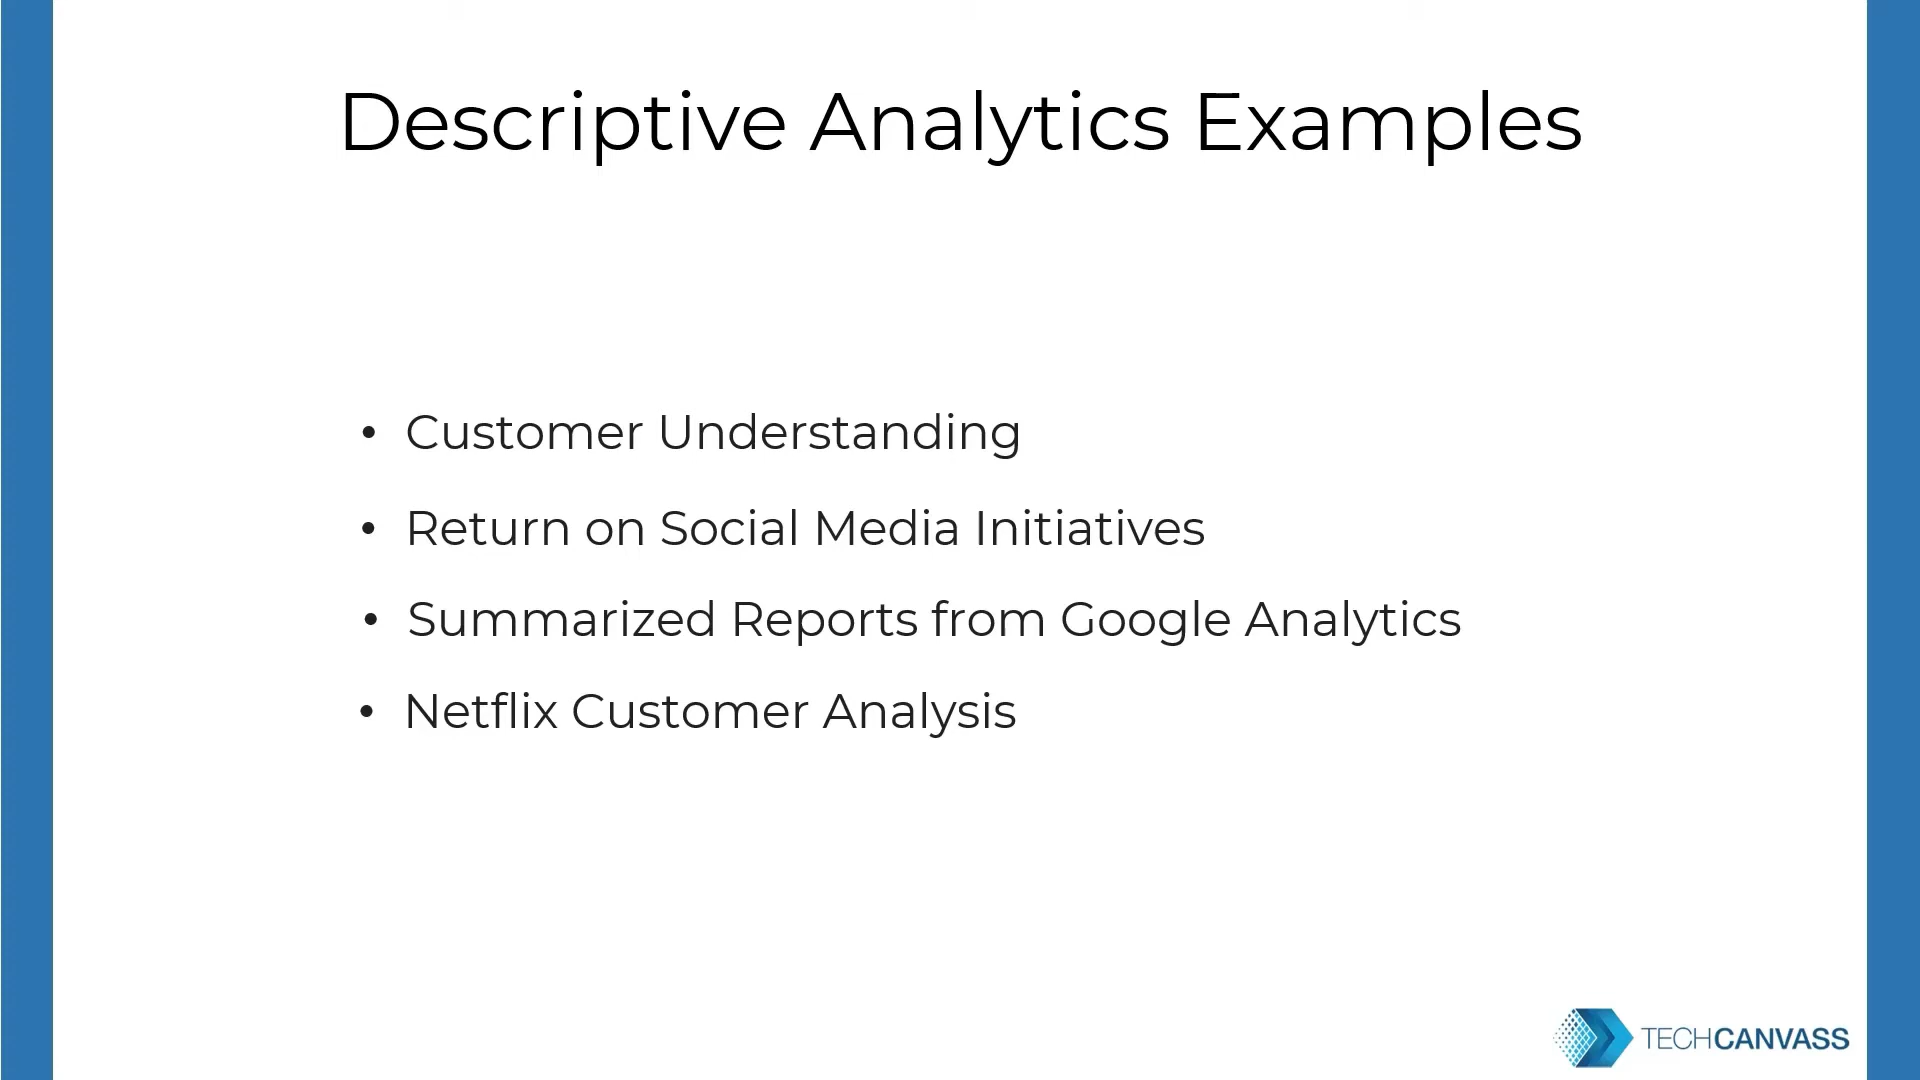 Descriptive Analytics Examples
• Customer Understanding
• Return on Social Media Initiatives
• Summarized Reports from Google Analytics
• Netflix Customer Analysis
TECHCANVASS